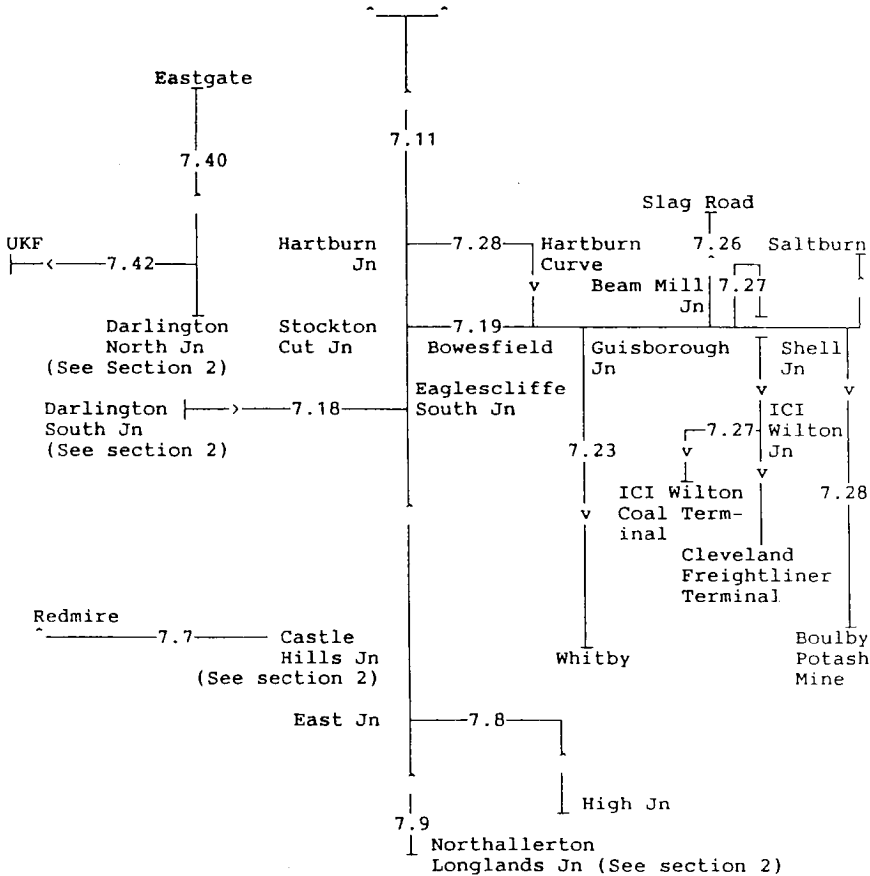 Eastgate
7.40
7.11
Slag Road
UKF
7.42
Hartburn
Jn
7.28
Hartburn
Curve
7.26
Saltburn
Beam Mill
Jn
7.27
Darlington
North Jn
(See Section 2)
Stockton
Cut Jn
7.19
Bowesfield
Guisborough
Jn
Shell
Jn
Darlington
South Jn
(See section 2)
7.18
Eaglescliffe
South Jn
7.23
7.27
ICI
Wilton
Jn
ICI Wilton
Coal Term-
inal
7.28
Cleveland
Freightliner
Terminal
Redmire
7.7
Castle
Hills Jn
(See section 2)
Whitby
Boulby
Potash
Mine
East Jn
7.8
High Jn
7.9
Northallerton
Longlands Jn (See section 2)